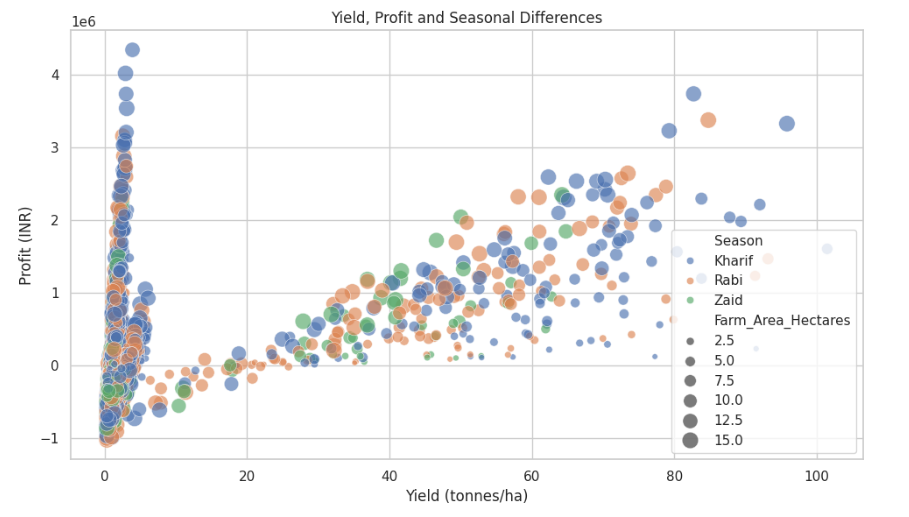 Yield, Profit and Seasonal Differences
1e6
Profit (INR)
4
3
2
1
0
−1
Season
Kharif
Rabi
Zaid
Farm_Area_Hectares
2.5
5.0
7.5
10.0
12.5
15.0
0 20 40 60 80 100
Yield (tonnes/ha)